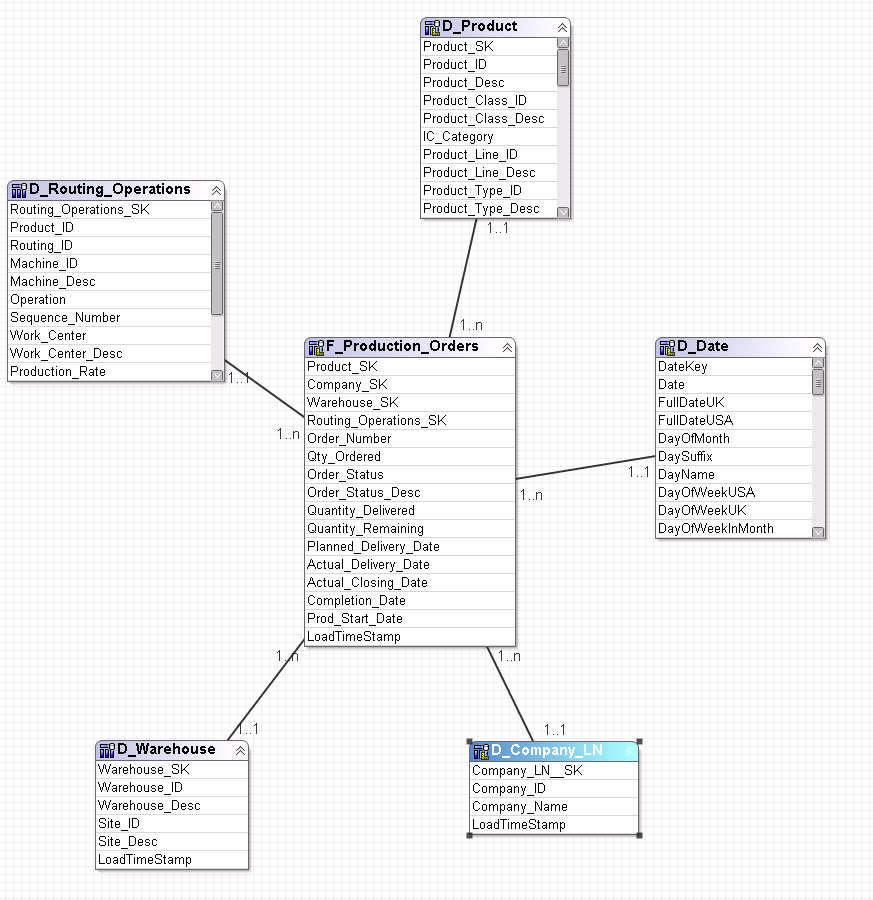 D_Product
Product_SK
Product_ID
Product_Desc
Product_Class_ID
Product_Class_Desc
IC_Category
Product_Line_ID
Product_Line_Desc
Product_Type_ID
Product_Type_Desc
1..1
1..n
D_Routing_Operations
Routing_Operations_SK
Product_ID
Routing_ID
Machine_ID
Machine_Desc
Operation
Sequence_Number
Work_Center
Work_Center_Desc
Production_Rate
1..1
1..n
F_Production_Orders
Product_SK
Company_SK
Warehouse_SK
Routing_Operations_SK
Order_Number
Qty_Ordered
Order_Status
Order_Status_Desc
Quantity_Delivered
Quantity_Remaining
Planned_Delivery_Date
Actual_Delivery_Date
Actual_Closing_Date
Completion_Date
Prod_Start_Date
LoadTimeStamp
D_Date
DateKey
Date
FullDateUK
FullDateUSA
DayOfMonth
DaySuffix
DayName
DayOfWeekUSA
DayOfWeekUK
DayOfWeekInMonth
1..1
1..n
1..n
1..1
D_Warehouse
Warehouse_SK
Warehouse_ID
Warehouse_Desc
Site_ID
Site_Desc
LoadTimeStamp
1..n
1..1
D_Company_LN
Company_LN__SK
Company_ID
Company_Name
LoadTimeStamp